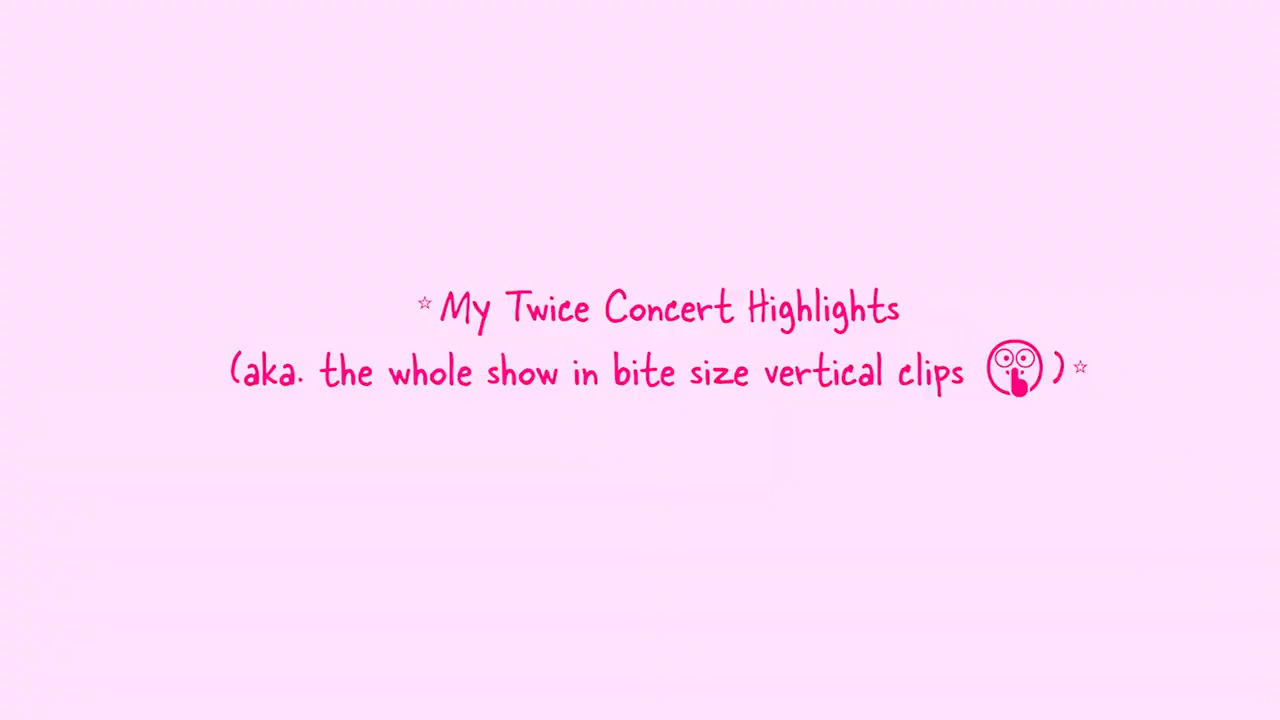 ☆My Twice Concert Highlights
(aka. the whole show in bite size vertical clips 🤫)☆